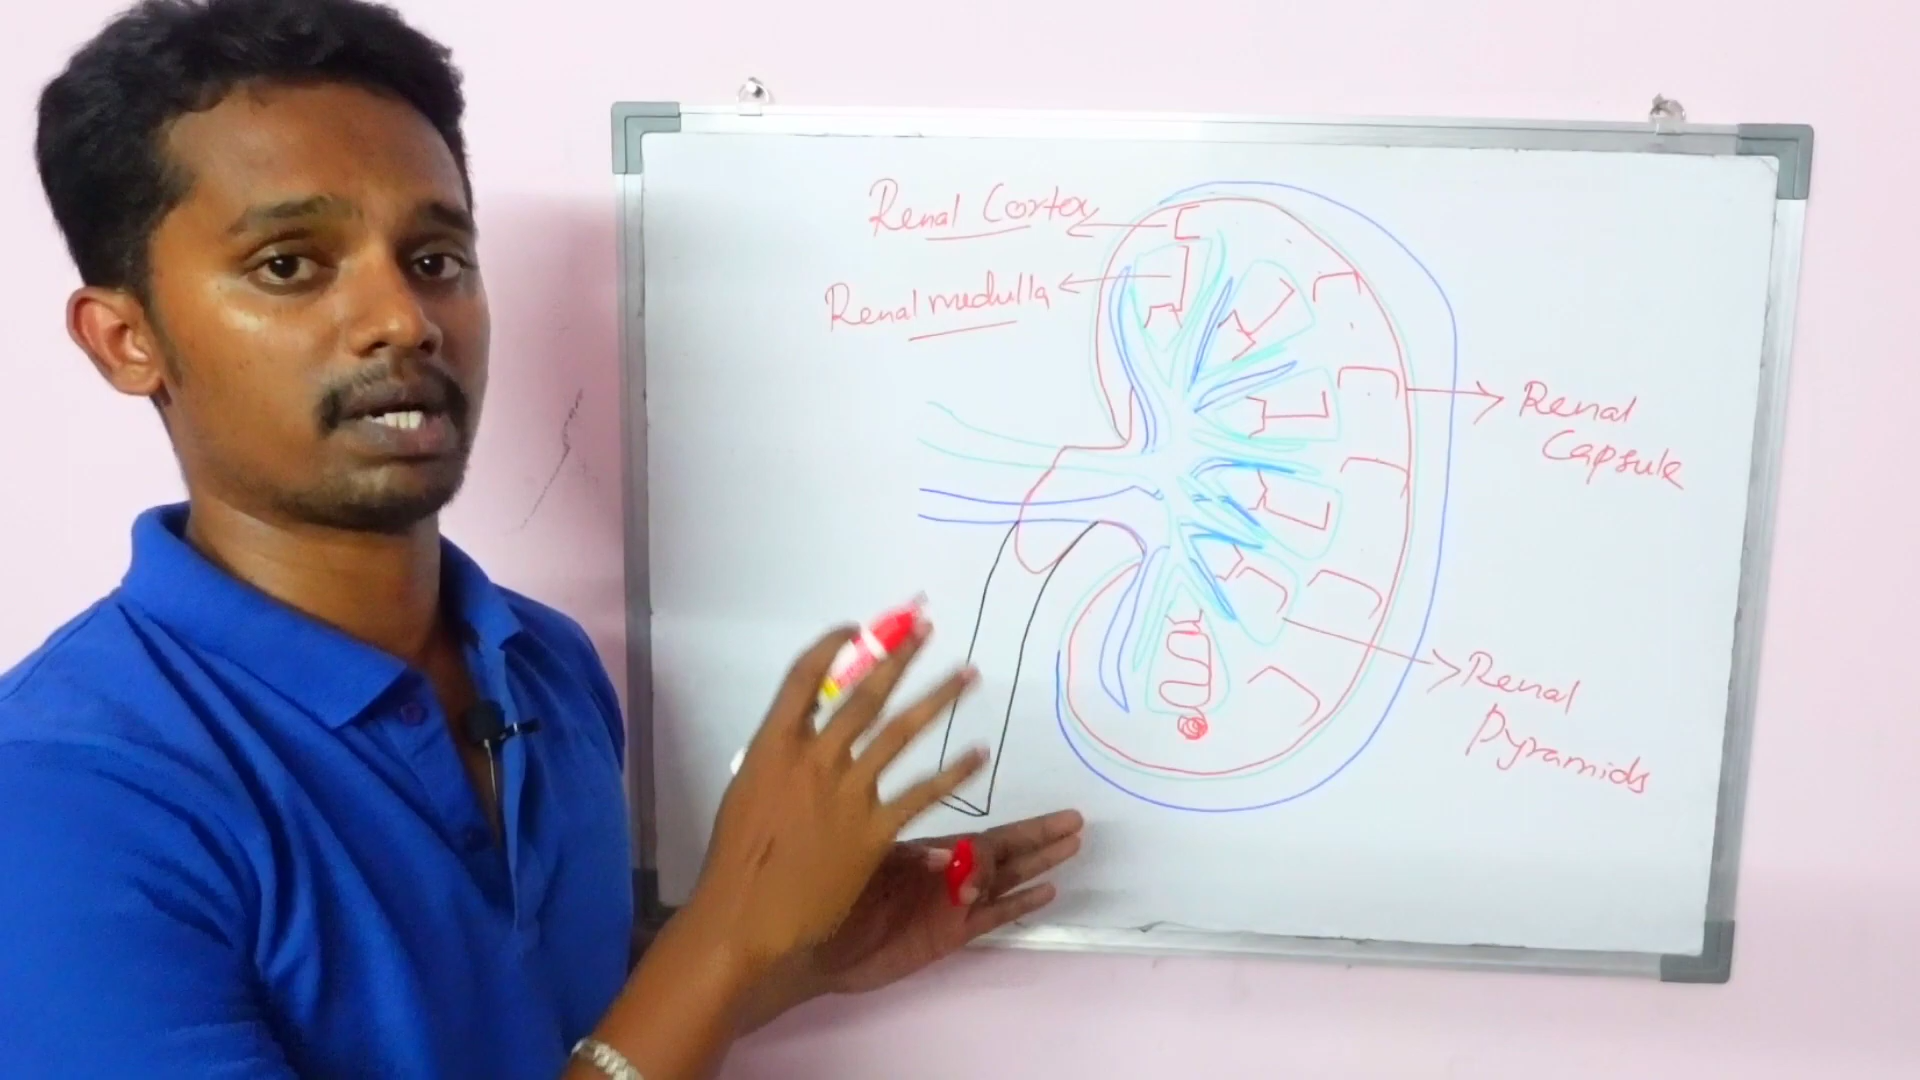 Renal Cortex
Renal medulla
Renal
Capsule
Renal
Pyramids